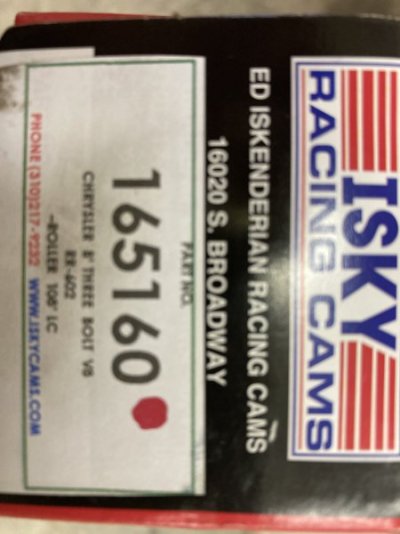 ISKY
RACING CAMS
ED ISKENDERIAN RACING CAMS
16020 S. BROADWAY
PART NO.
165160
CHRYSLER B' THREE BOLT V8
RR-602
-ROLLER 108° LC
PHONE (310)217-9232 WWW.ISKYCAMS.COM